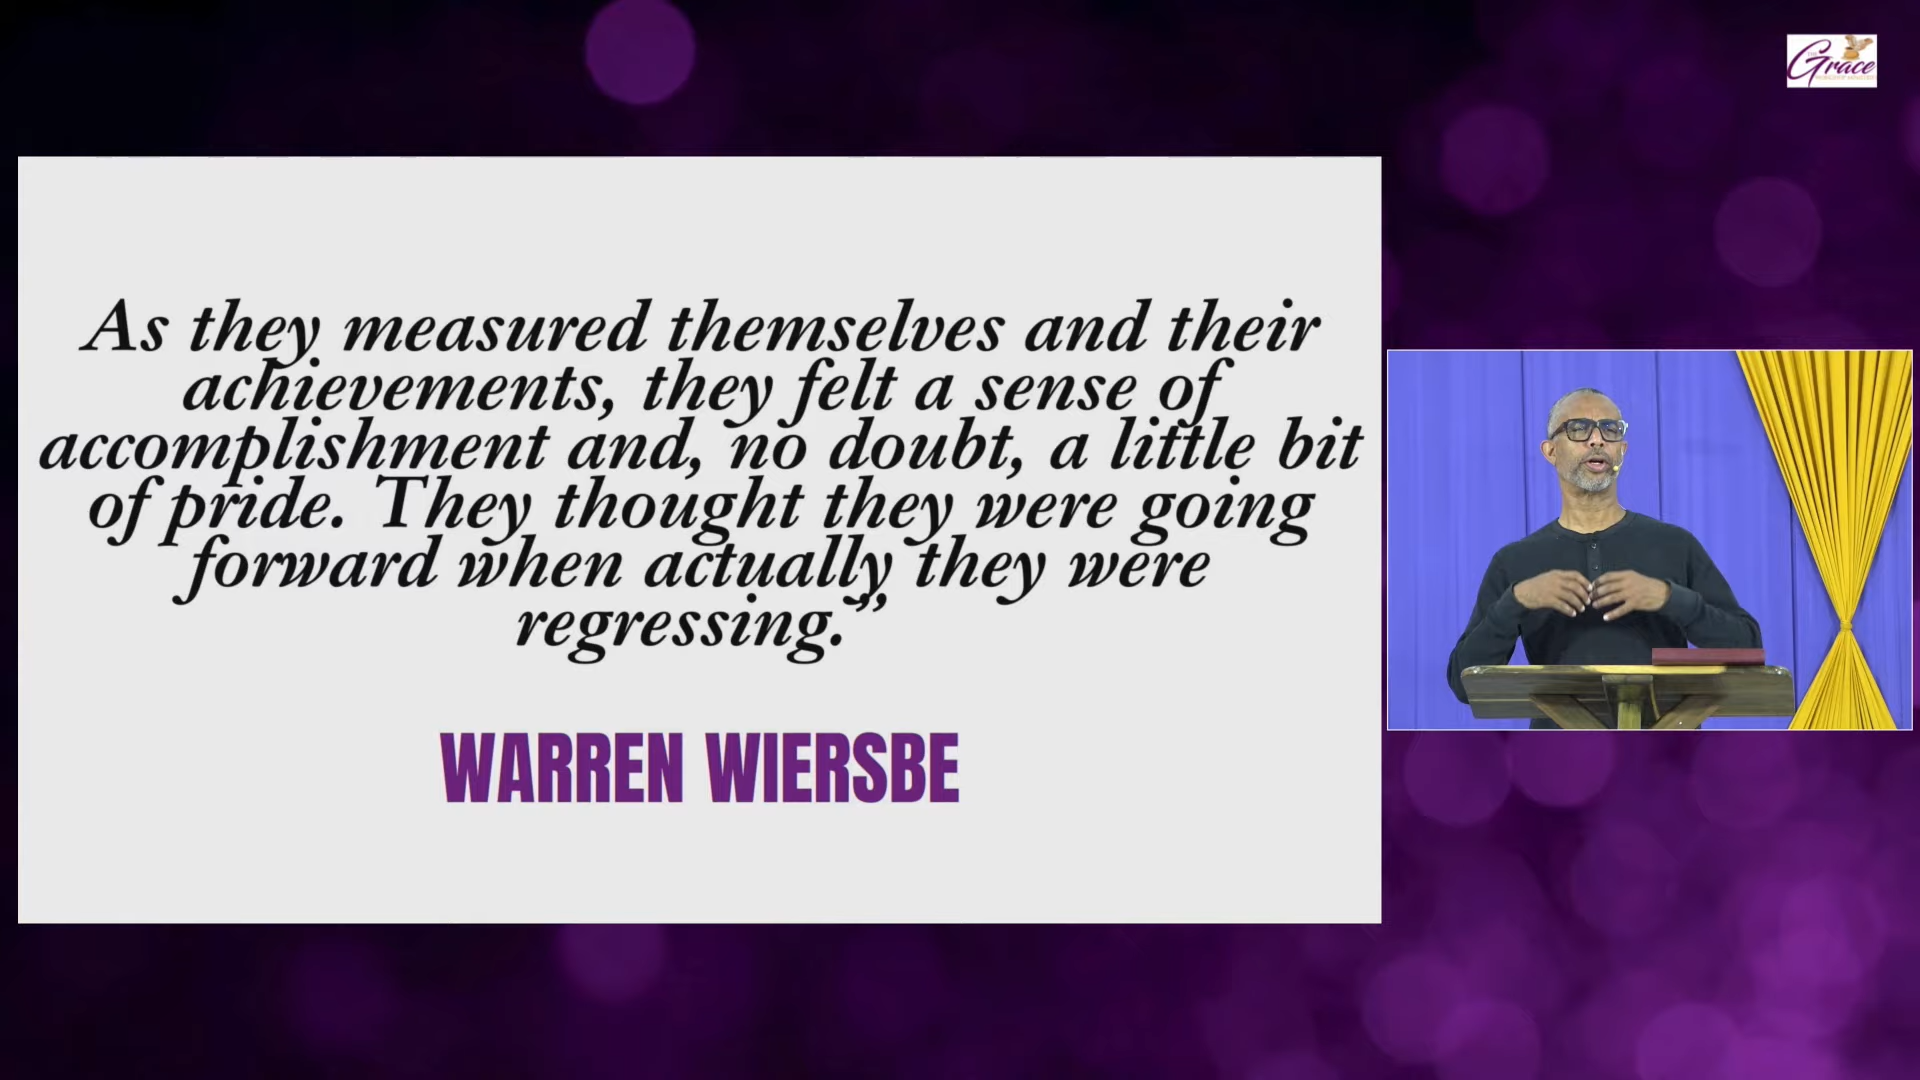 THE
Grace
As they measured themselves and their
achievements, they felt a sense of
accomplishment and, no doubt, a little bit
of pride. They thought they were going
forward when actually they were
regressing.”
WARREN WIERSBE